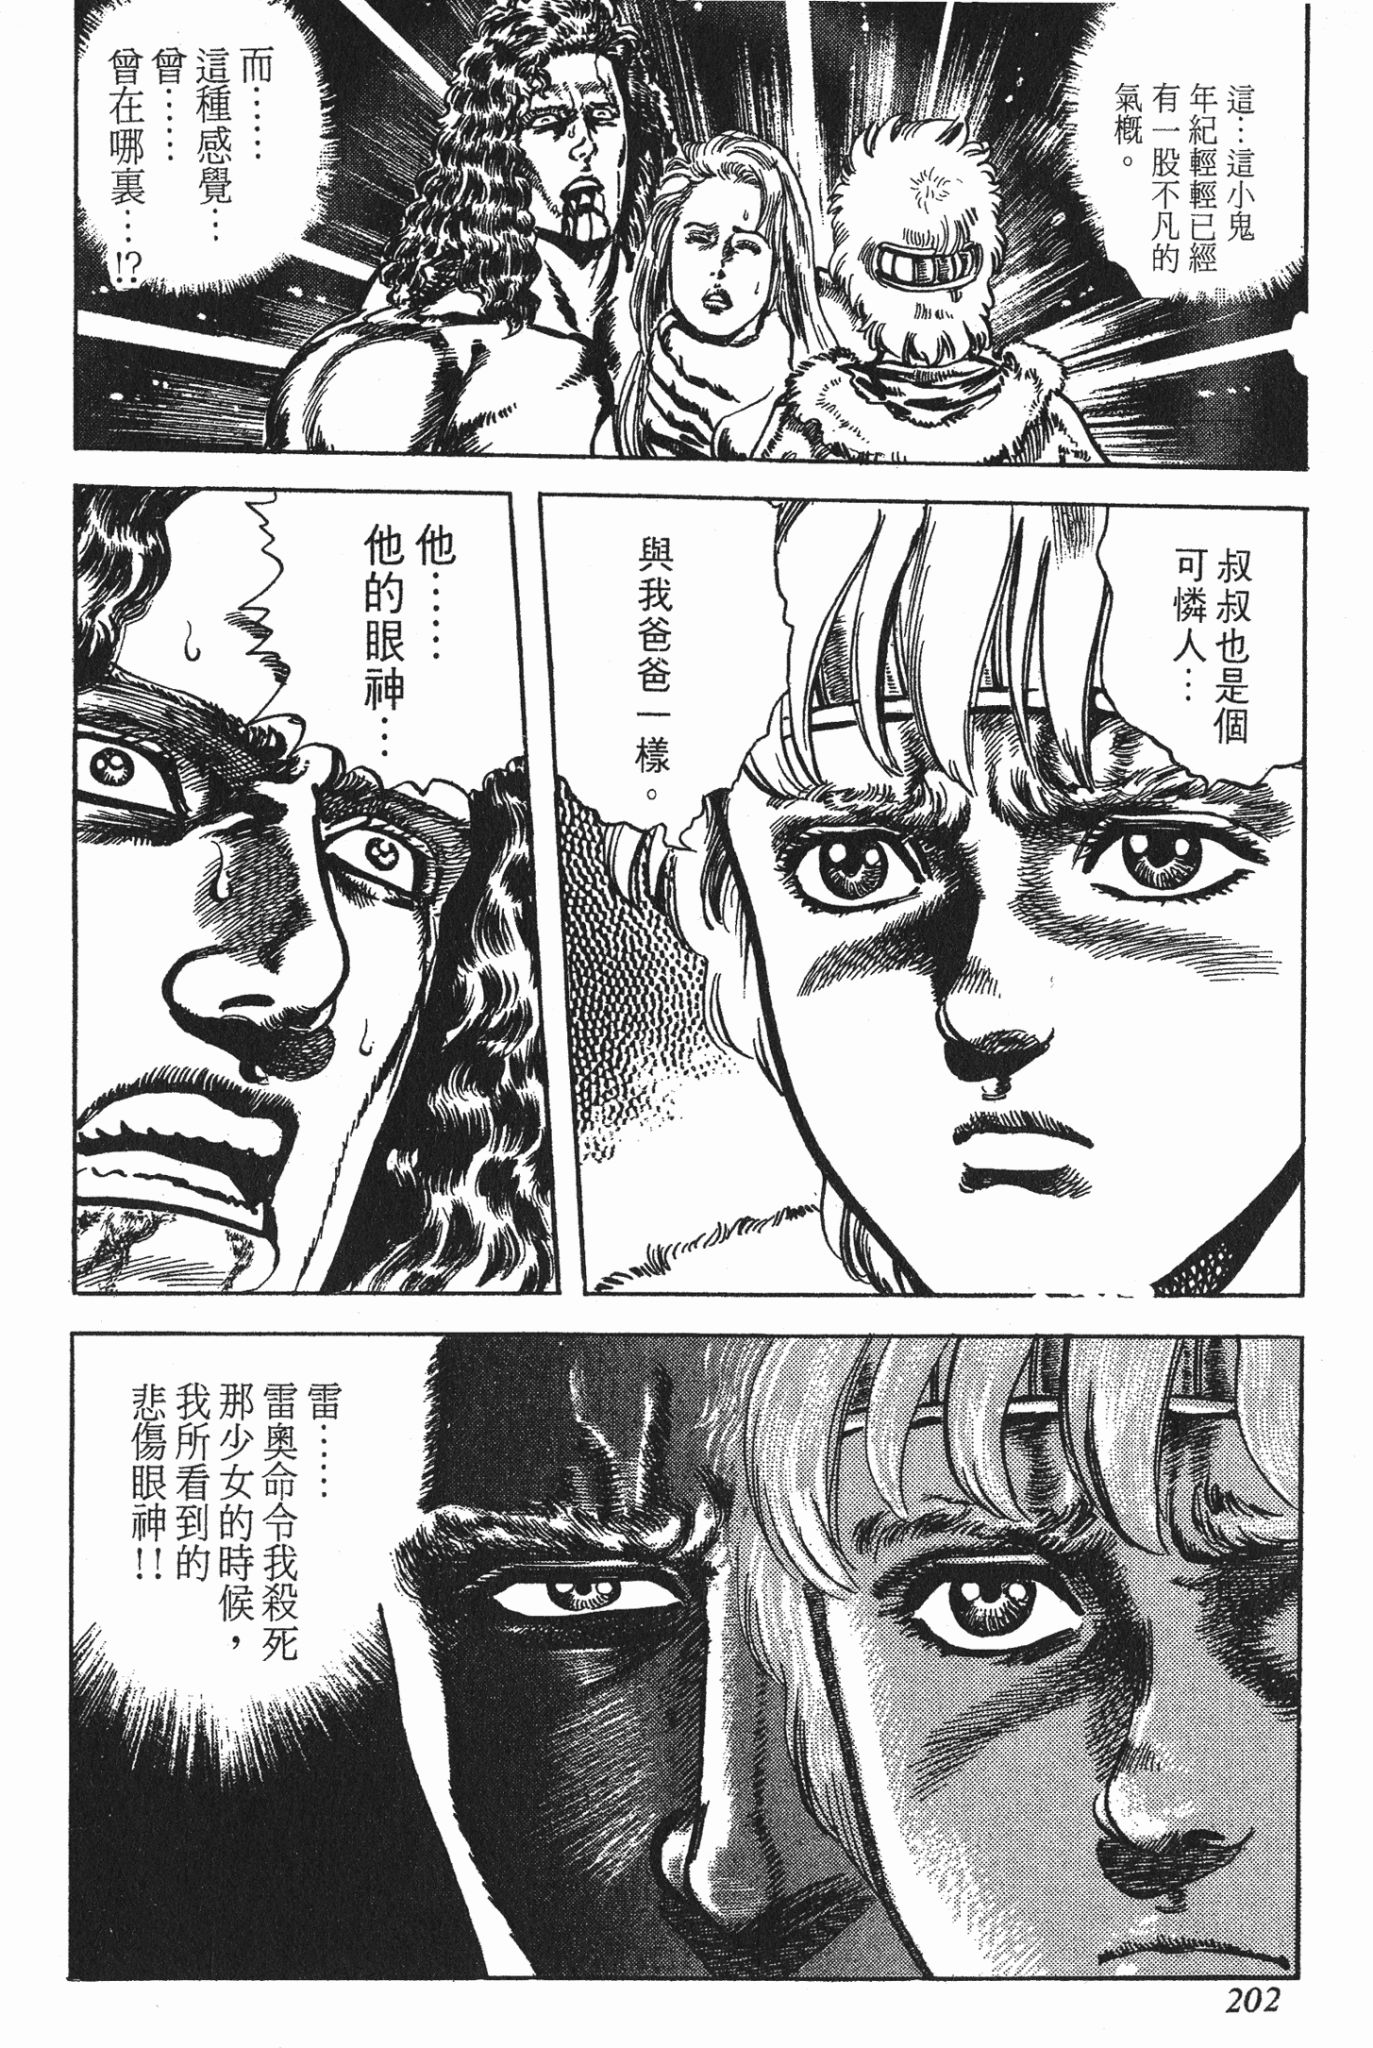 這…這小鬼
年紀輕輕已經
有一股不凡的
氣概。
而……
這種感覺…
曾……
曾在哪裏…!?
叔叔也是個
可憐人…
與我爸爸一樣。
他……
他的眼神…
雷……
雷奧命令我殺死
那少女的時候，
我所看到的
悲傷眼神!!
202